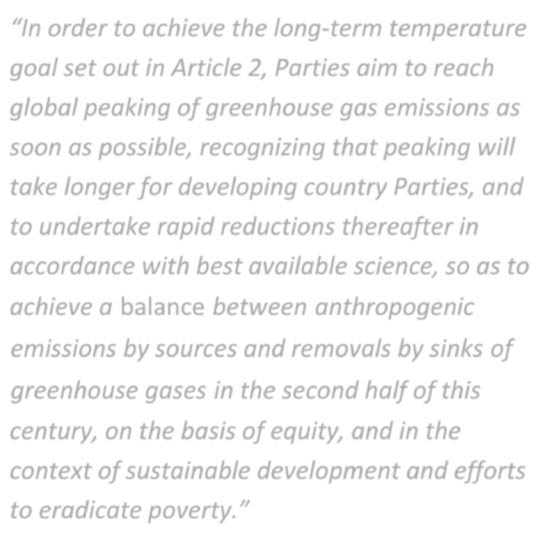 “In order to achieve the long-term temperature
goal set out in Article 2, Parties aim to reach
global peaking of greenhouse gas emissions as
soon as possible, recognizing that peaking will
take longer for developing country Parties, and
to undertake rapid reductions thereafter in
accordance with best available science, so as to
achieve a balance between anthropogenic
emissions by sources and removals by sinks of
greenhouse gases in the second half of this
century, on the basis of equity, and in the
context of sustainable development and efforts
to eradicate poverty.”